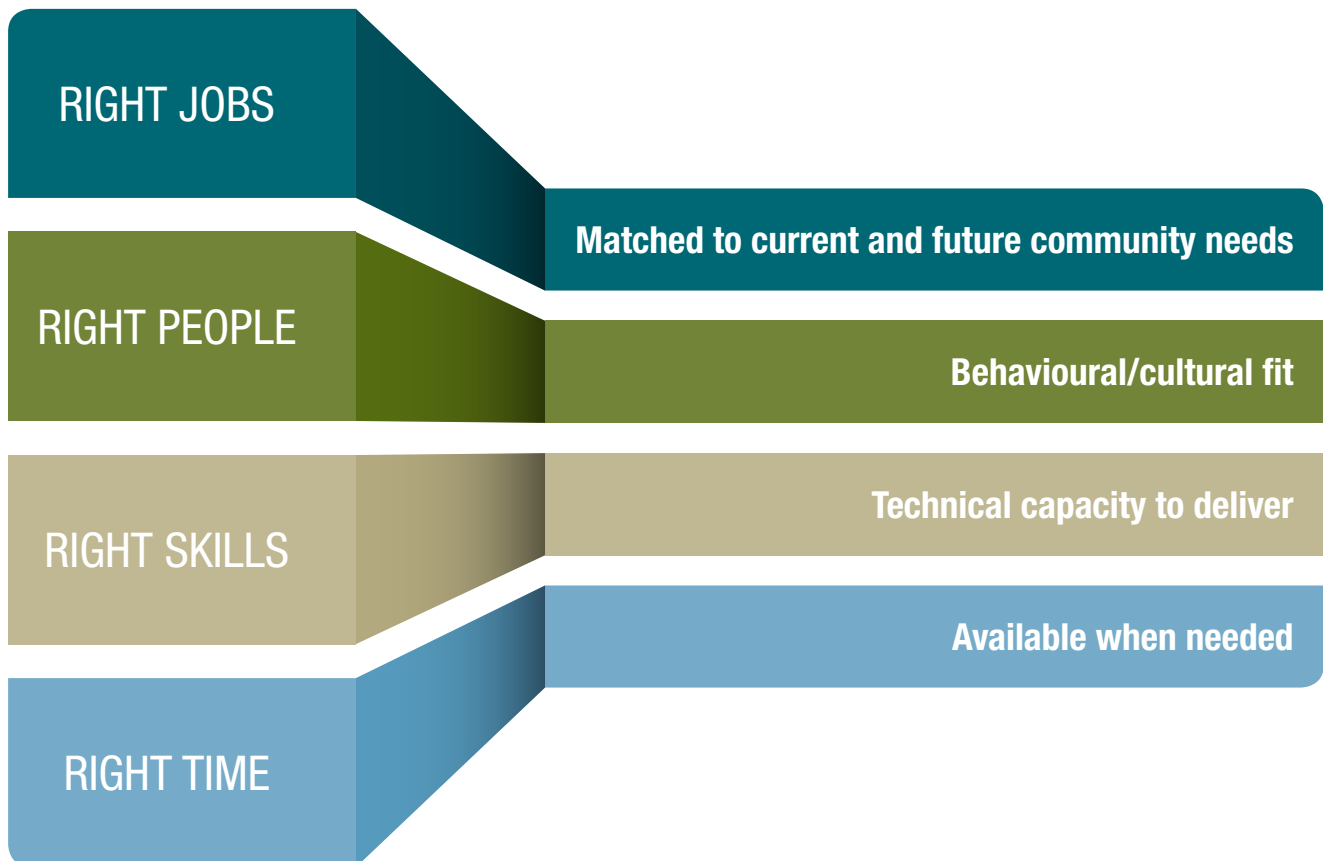 RIGHT JOBS
Matched to current and future community needs
RIGHT PEOPLE
Behavioural/cultural fit
RIGHT SKILLS
Technical capacity to deliver
RIGHT TIME
Available when needed